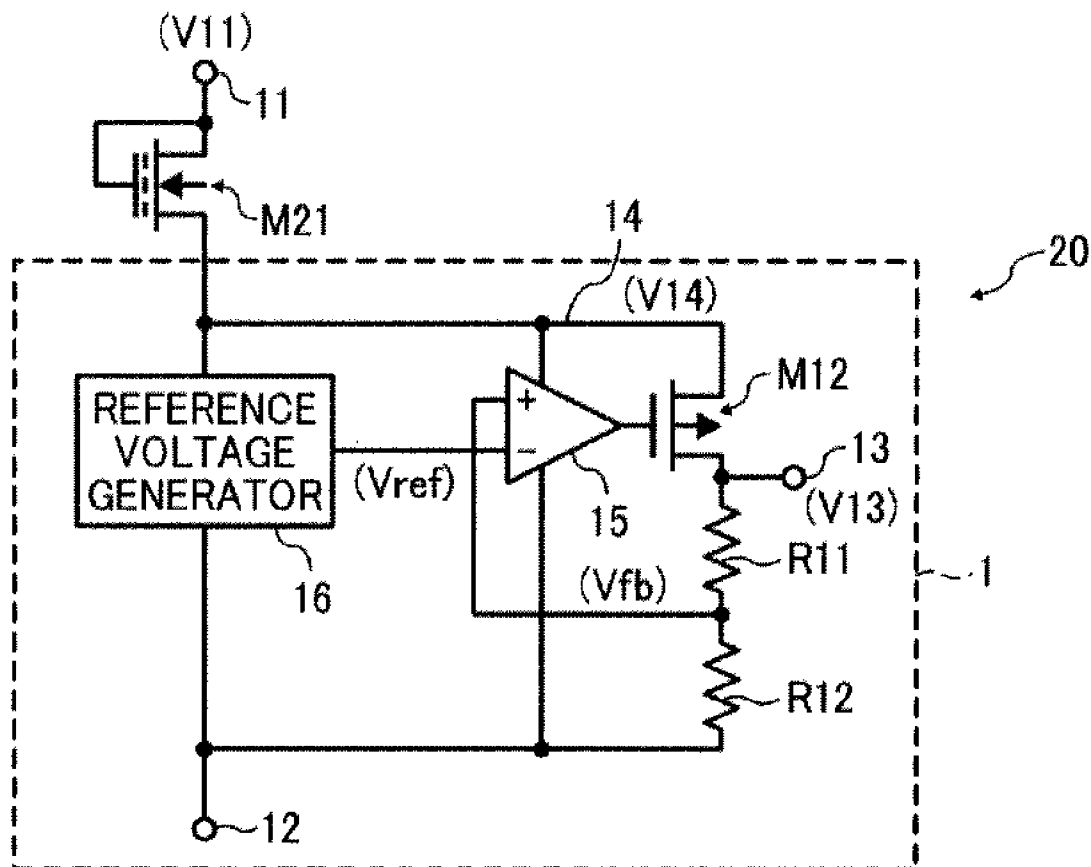 (V11)
11
M21
14
20
(V14)
M12
REFERENCE
VOLTAGE
GENERATOR
+
−
(Vref)
15
13
(V13)
R11
1
16
(Vfb)
R12
12